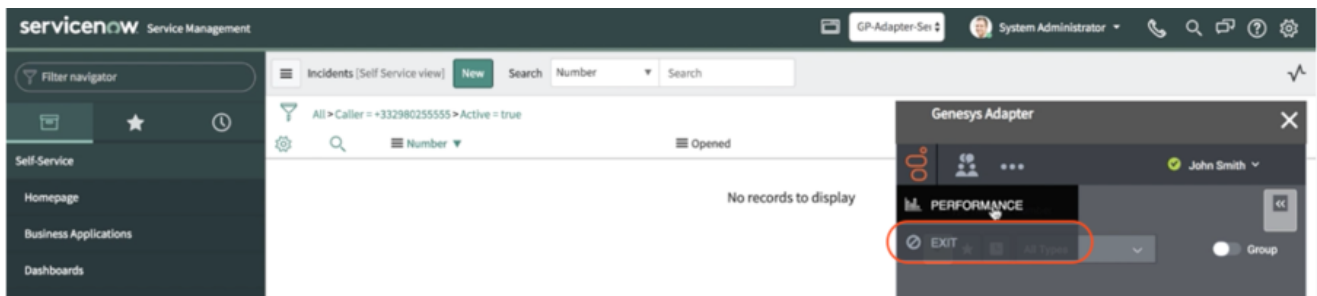 servicenow Service Management
GP-Adapter-Ser
System Administrator
Filter navigator
Incidents [Self Service view] New Search Number Search
All > Caller = +332980255555 > Active = true
Number Opened
Self-Service
Homepage
Business Applications
Dashboards
No records to display
Genesys Adapter
John Smith
PERFORMANCE
EXIT All Types
Group